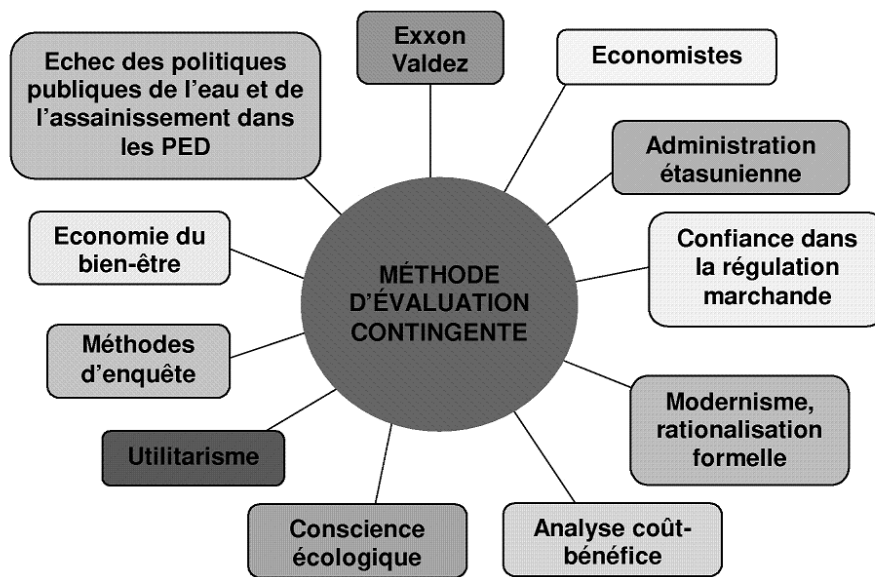 Echec des politiques
publiques de l'eau et de
l'assainissement dans
les PED
Exxon
Valdez
Economistes
Administration
étasunienne
Economie du
bien-être
MÉTHODE
D'ÉVALUATION
CONTINGENTE
Confiance dans
la régulation
marchande
Méthodes
d'enquête
Modernisme,
rationalisation
formelle
Utilitarisme
Conscience
écologique
Analyse coût-
bénéfice